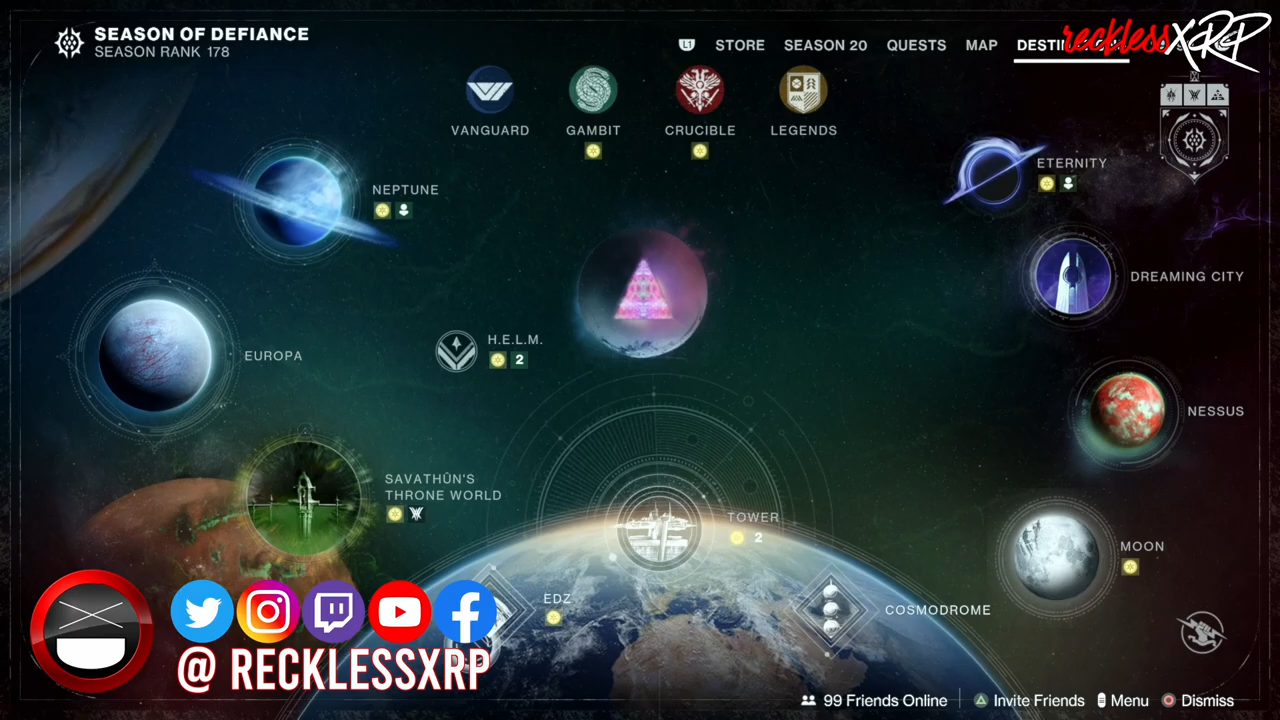 SEASON OF DEFIANCE
SEASON RANK 178
L1 STORE SEASON 20 QUESTS MAP
recklessXRP
VANGUARD GAMBIT CRUCIBLE LEGENDS
NEPTUNE
ETERNITY
DREAMING CITY
H.E.L.M.
2
EUROPA
NESSUS
SAVATHÛN'S
THRONE WORLD
TOWER
2
MOON
EDZ
COSMODROME
@ RECKLESSXRP
99 Friends Online Invite Friends Menu Dismiss